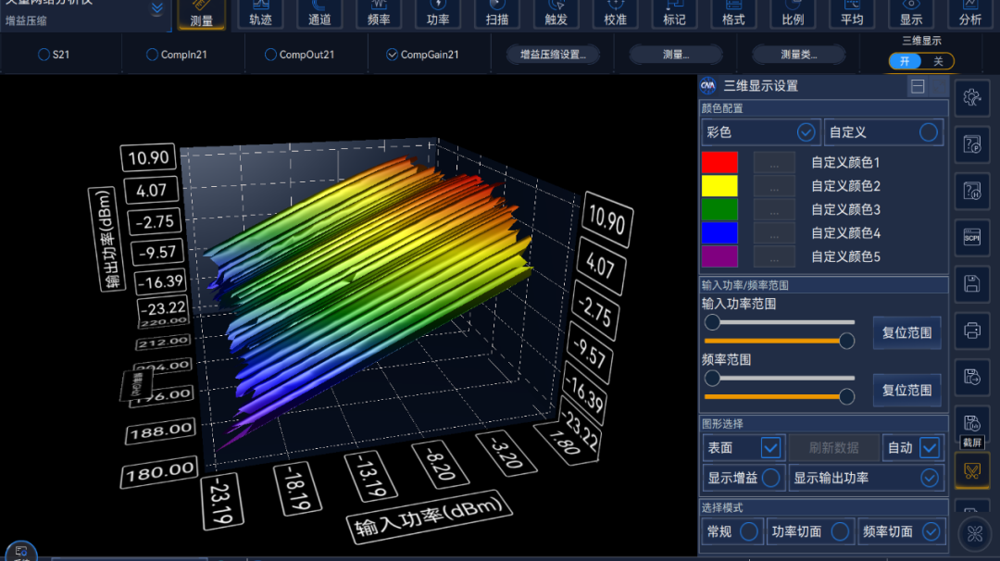 矢量网络分析仪
增益压缩
测量
轨迹
通道
频率
功率
扫描
触发
校准
标记
格式
比例
平均
显示
分析
S21
CompIn21
CompOut21
CompGain21
增益压缩设置...
测量...
测量类...
三维显示
开 关
10.90
4.07
-2.75
-9.57
-16.39
-23.22
输出功率(dBm)
220.00
212.00
204.00
196.00
188.00
180.00
-23.19
-18.19
-13.19
-8.20
-3.20
1.80
输入功率(dBm)
10.90
4.07
-2.75
-9.57
-16.39
-23.22
三维显示设置
颜色配置
彩色
自定义
... 自定义颜色1
... 自定义颜色2
... 自定义颜色3
... 自定义颜色4
... 自定义颜色5
输入功率/频率范围
输入功率范围
复位范围
频率范围
复位范围
图形选择
表面
刷新数据
自动
显示增益
显示输出功率
选择模式
常规
功率切面
频率切面
SCPI
截屏